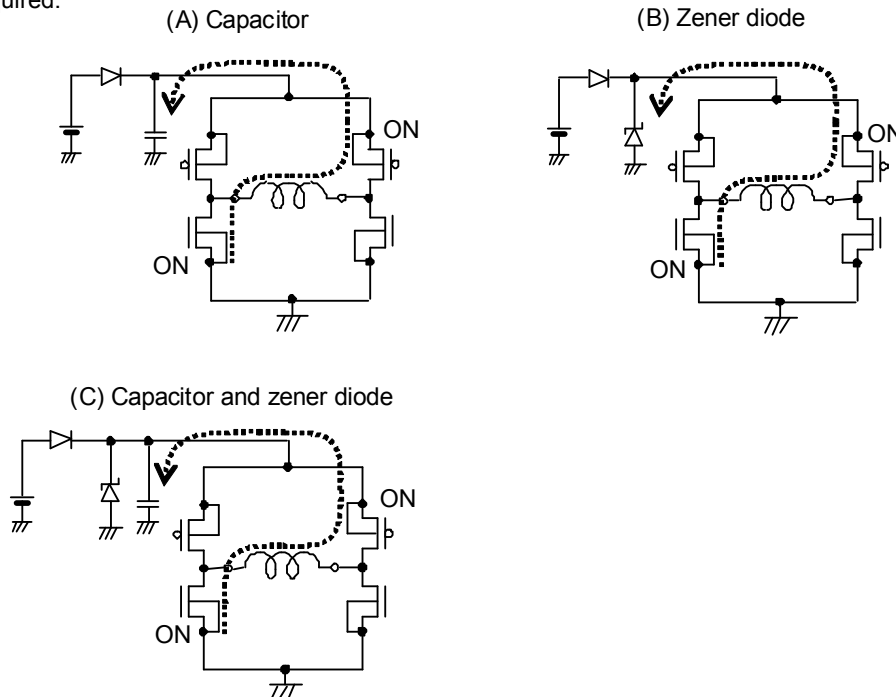 uired.
(A) Capacitor
(B) Zener diode
ON
ON
ON
ON
(C) Capacitor and zener diode
ON
ON